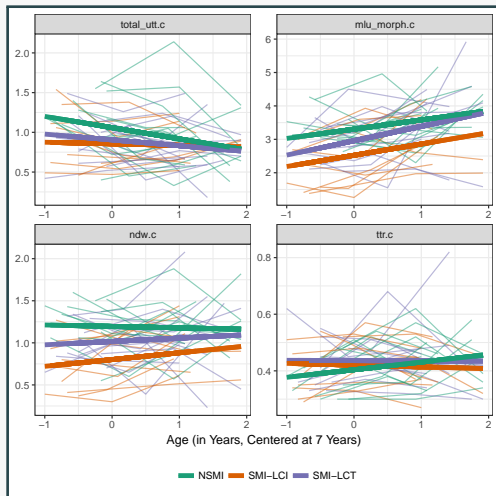 total_utt.c
mlu_morph.c
2.0
1.5
1.0
0.5
6
5
4
3
2
−1 0 1 2
−1 0 1 2
ndw.c
ttr.c
2.0
1.5
1.0
0.5
0.8
0.6
0.4
−1 0 1 2
−1 0 1 2
Age (in Years, Centered at 7 Years)
NSMI SMI−LCI SMI−LCT